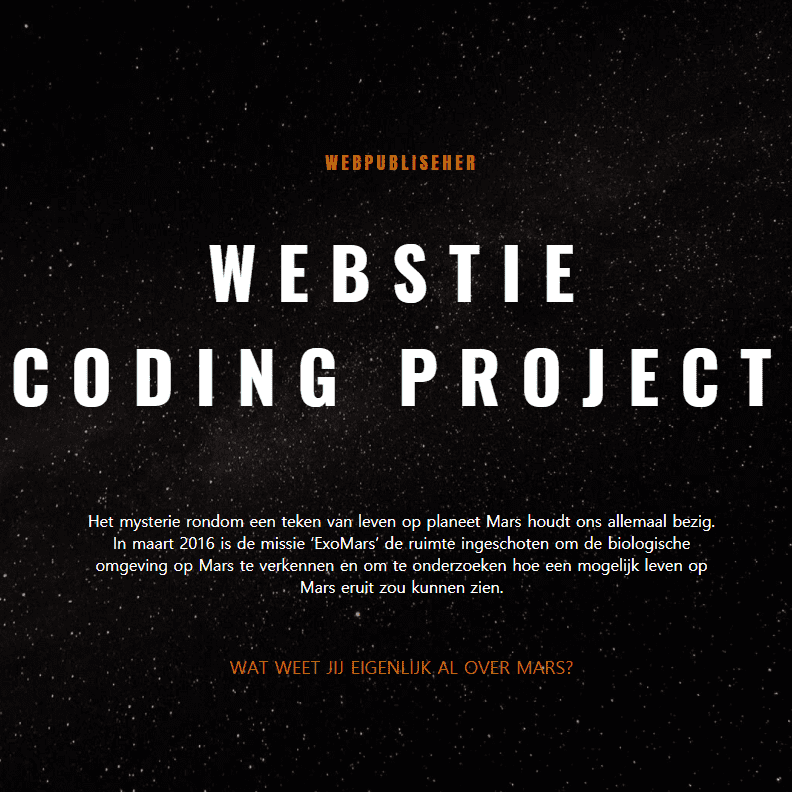 WEBPUBLISEHER
WEBSTIE
CODING PROJECT
Het mysterie rondom een teken van leven op planeet Mars houdt ons allemaal bezig.
In maart 2016 is de missie ‘ExoMars’ de ruimte ingeschoten om de biologische
omgeving op Mars te verkennen en om te onderzoeken hoe een mogelijk leven op
Mars eruit zou kunnen zien.
WAT WEET JIJ EIGENLIJK AL OVER MARS?